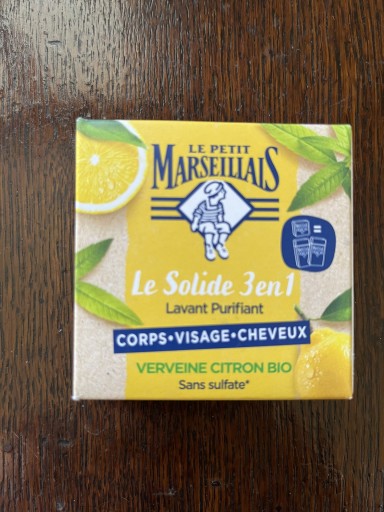 LE PETIT
MARSEILLAIS
=
Le Solide 3en1
Lavant Purifiant
CORPS•VISAGE•CHEVEUX
VERVEINE CITRON BIO
Sans sulfate*